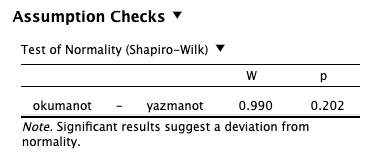 Assumption Checks ▼
Test of Normality (Shapiro-Wilk) ▼
W p
okumanot - yazmanot 0.990 0.202
Note. Significant results suggest a deviation from
normality.